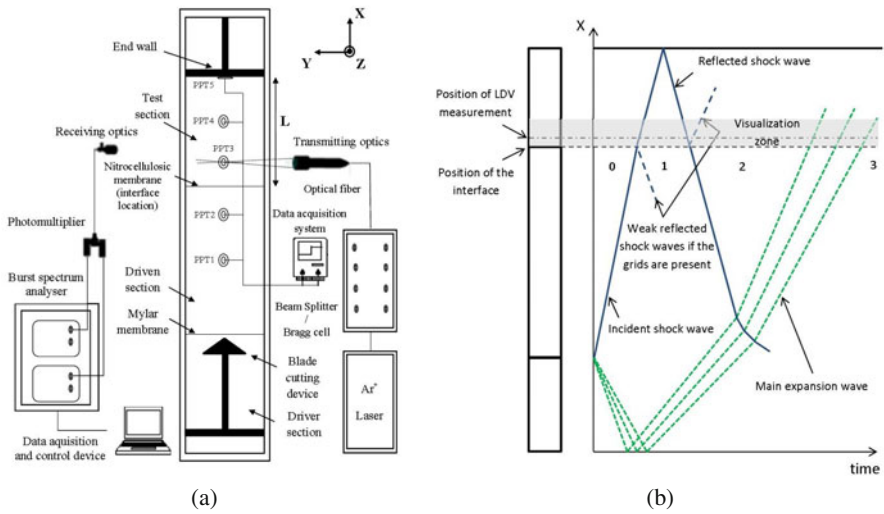 End wall
X
Y
Z
PPT5
Test
section
PPT4
L
Receiving optics
PPT3
Transmitting optics
Nitrocellulosic
membrane
(interface
location)
Optical fiber
Photomultiplier
PPT2
Data acquisition
system
Burst spectrum
analyser
Driven
section
PPT1
Mylar
membrane
Beam Splitter
/
Bragg cell
Blade
cutting
device
Ar+
Laser
Driver
section
Data aquisition
and control device
(a)
X
Reflected shock wave
Position of LDV
measurement
Visualization
zone
Position of the
interface
0
1
2
3
Weak reflected
shock waves if the
grids are present
Incident shock wave
Main expansion wave
time
(b)